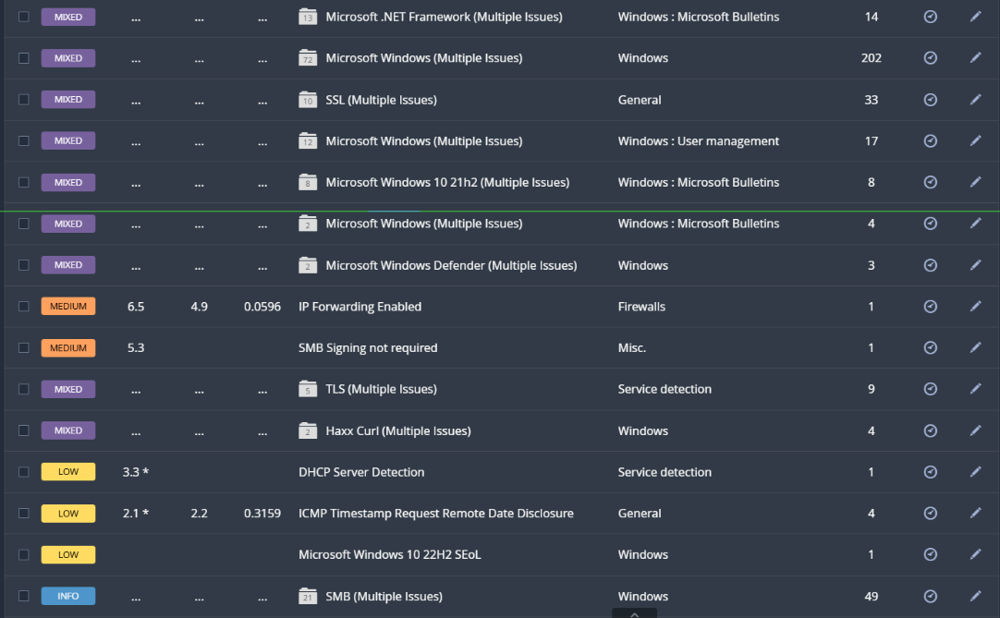 MIXED ... ... ... 13 Microsoft .NET Framework (Multiple Issues) Windows : Microsoft Bulletins 14
MIXED ... ... ... 72 Microsoft Windows (Multiple Issues) Windows 202
MIXED ... ... ... 10 SSL (Multiple Issues) General 33
MIXED ... ... ... 12 Microsoft Windows (Multiple Issues) Windows : User management 17
MIXED ... ... ... 8 Microsoft Windows 10 21h2 (Multiple Issues) Windows : Microsoft Bulletins 8
MIXED ... ... ... 2 Microsoft Windows (Multiple Issues) Windows : Microsoft Bulletins 4
MIXED ... ... ... 2 Microsoft Windows Defender (Multiple Issues) Windows 3
MEDIUM 6.5 4.9 0.0596 IP Forwarding Enabled Firewalls 1
MEDIUM 5.3 SMB Signing not required Misc. 1
MIXED ... ... ... 5 TLS (Multiple Issues) Service detection 9
MIXED ... ... ... 2 Haxx Curl (Multiple Issues) Windows 4
LOW 3.3 * DHCP Server Detection Service detection 1
LOW 2.1 * 2.2 0.3159 ICMP Timestamp Request Remote Date Disclosure General 4
LOW Microsoft Windows 10 22H2 SEoL Windows 1
INFO ... ... ... 21 SMB (Multiple Issues) Windows 49